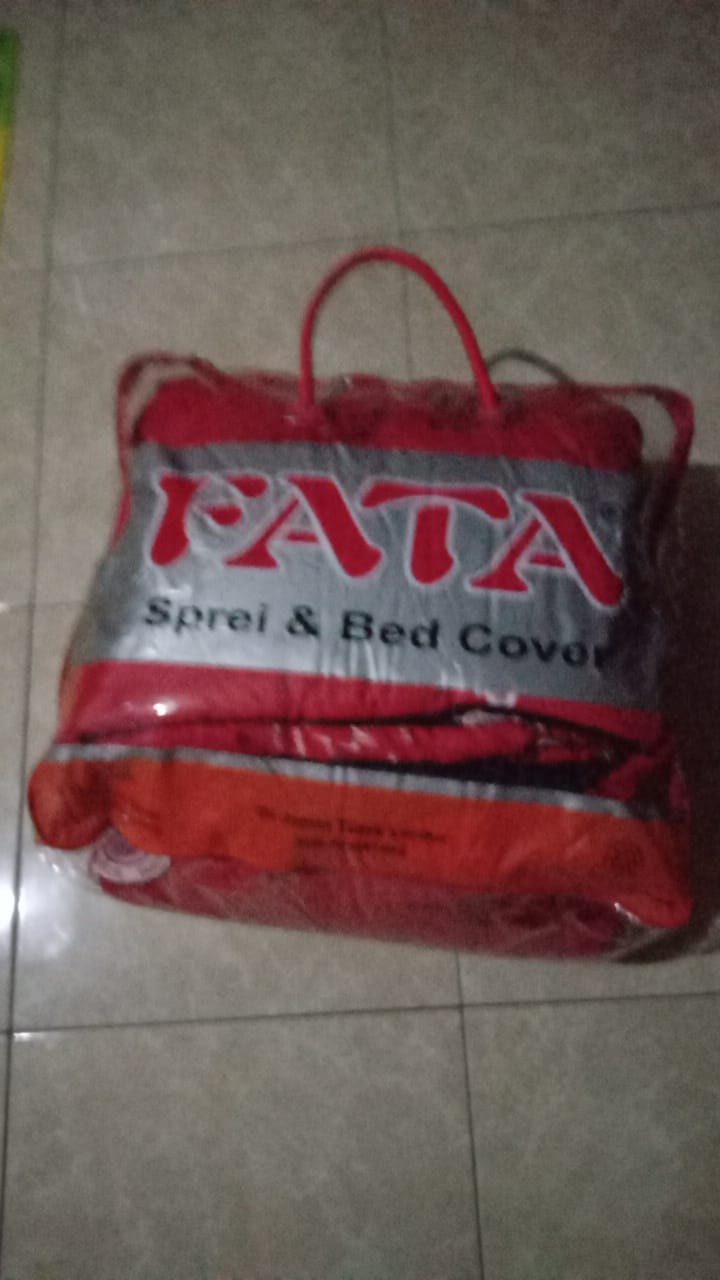 FATA
Sprei & Bed Cover